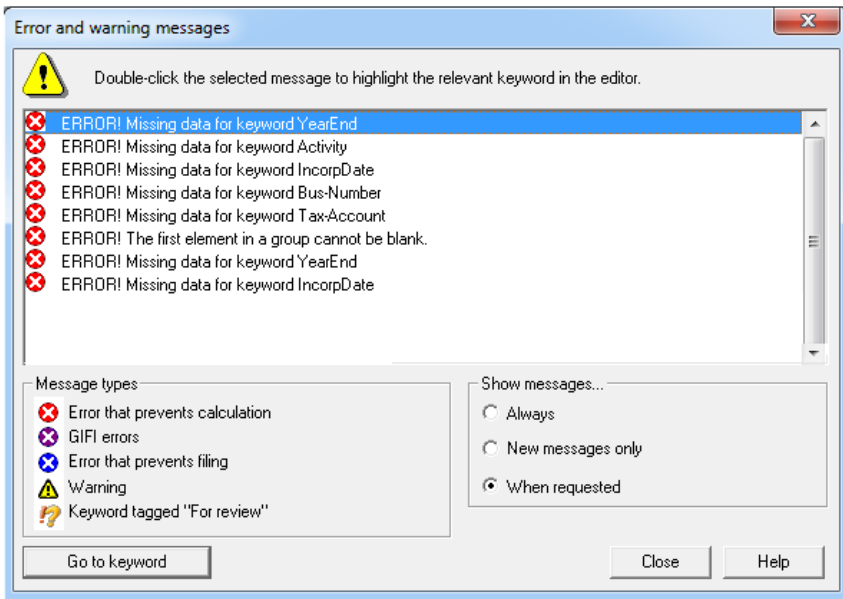 Error and warning messages
Double-click the selected message to highlight the relevant keyword in the editor.
ERROR! Missing data for keyword YearEnd
ERROR! Missing data for keyword Activity
ERROR! Missing data for keyword IncorpDate
ERROR! Missing data for keyword Bus-Number
ERROR! Missing data for keyword Tax-Account
ERROR! The first element in a group cannot be blank.
ERROR! Missing data for keyword YearEnd
ERROR! Missing data for keyword IncorpDate
Message types
Error that prevents calculation
GIFI errors
Error that prevents filing
Warning
Keyword tagged "For review"
Show messages...
Always
New messages only
When requested
Go to keyword
Close
Help